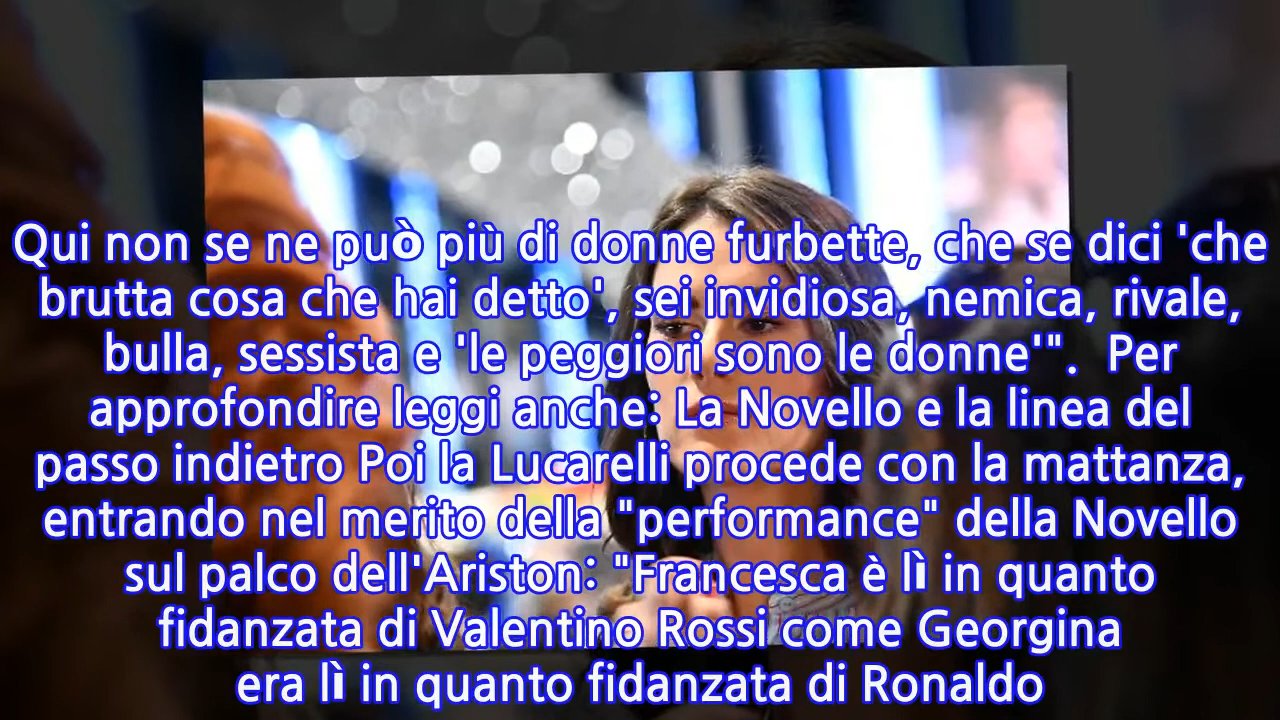 Qui non se ne può più di donne furbette, che se dici 'che
brutta cosa che hai detto', sei invidiosa, nemica, rivale,
bulla, sessista e 'le peggiori sono le donne'".  Per
approfondire leggi anche: La Novello e la linea del
passo indietro Poi la Lucarelli procede con la mattanza,
entrando nel merito della "performance" della Novello
sul palco dell'Ariston: "Francesca è lì in quanto
fidanzata di Valentino Rossi come Georgina
era lì in quanto fidanzata di Ronaldo